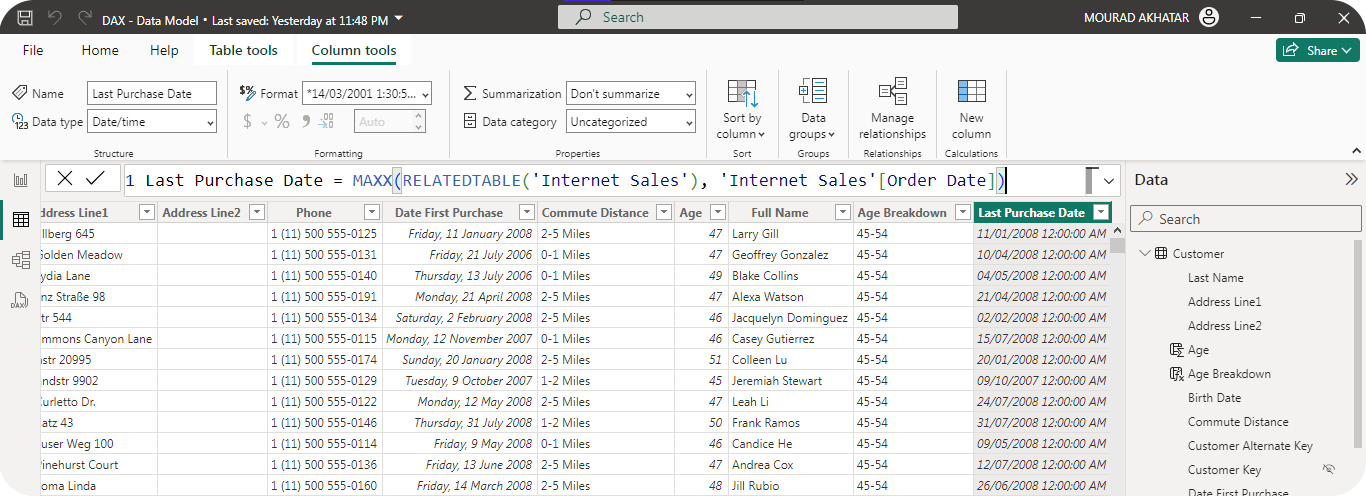 DAX - Data Model • Last saved: Yesterday at 11:48 PM
Search
MOURAD AKHATAR
File Home Help Table tools Column tools
Share
Name Last Purchase Date
Data type Date/time
Structure
Format *14/03/2001 1:30:5...
$ % Auto
Formatting
Summarization Don't summarize
Data category Uncategorized
Properties
Sort by
column
Sort
Data
groups
Groups
Manage
relationships
Relationships
New
column
Calculations
1 Last Purchase Date = MAXX(RELATEDTABLE('Internet Sales'), 'Internet Sales'[Order Date])
ddress Line1 Address Line2 Phone Date First Purchase Commute Distance Age Full Name Age Breakdown Last Purchase Date
llberg 645 1 (11) 500 555-0125 Friday, 11 January 2008 2-5 Miles 47 Larry Gill 45-54 11/01/2008 12:00:00 AM
Golden Meadow 1 (11) 500 555-0131 Friday, 21 July 2006 0-1 Miles 47 Geoffrey Gonzalez 45-54 10/04/2008 12:00:00 AM
ydia Lane 1 (11) 500 555-0140 Thursday, 13 July 2006 0-1 Miles 49 Blake Collins 45-54 04/05/2008 12:00:00 AM
nz Straße 98 1 (11) 500 555-0191 Monday, 21 April 2008 2-5 Miles 47 Alexa Watson 45-54 21/04/2008 12:00:00 AM
tr 544 1 (11) 500 555-0134 Saturday, 2 February 2008 2-5 Miles 46 Jacquelyn Dominguez 45-54 02/02/2008 12:00:00 AM
mmons Canyon Lane 1 (11) 500 555-0115 Monday, 12 November 2007 0-1 Miles 46 Casey Gutierrez 45-54 15/07/2008 12:00:00 AM
str 20995 1 (11) 500 555-0174 Sunday, 20 January 2008 2-5 Miles 51 Colleen Lu 45-54 20/01/2008 12:00:00 AM
ndstr 9902 1 (11) 500 555-0129 Tuesday, 9 October 2007 1-2 Miles 45 Jeremiah Stewart 45-54 09/10/2007 12:00:00 AM
urletto Dr. 1 (11) 500 555-0122 Monday, 12 May 2008 2-5 Miles 47 Leah Li 45-54 24/07/2008 12:00:00 AM
latz 43 1 (11) 500 555-0146 Thursday, 31 July 2008 1-2 Miles 50 Frank Ramos 45-54 31/07/2008 12:00:00 AM
user Weg 100 1 (11) 500 555-0114 Friday, 9 May 2008 0-1 Miles 46 Candice He 45-54 09/05/2008 12:00:00 AM
Pinehurst Court 1 (11) 500 555-0136 Friday, 13 June 2008 2-5 Miles 47 Andrea Cox 45-54 12/07/2008 12:00:00 AM
oma Linda 1 (11) 500 555-0160 Friday, 14 March 2008 2-5 Miles 48 Jill Rubio 45-54 26/06/2008 12:00:00 AM
Data
Search
Customer
Last Name
Address Line1
Address Line2
Age
Age Breakdown
Birth Date
Commute Distance
Customer Alternate Key
Customer Key
Date First Purchase